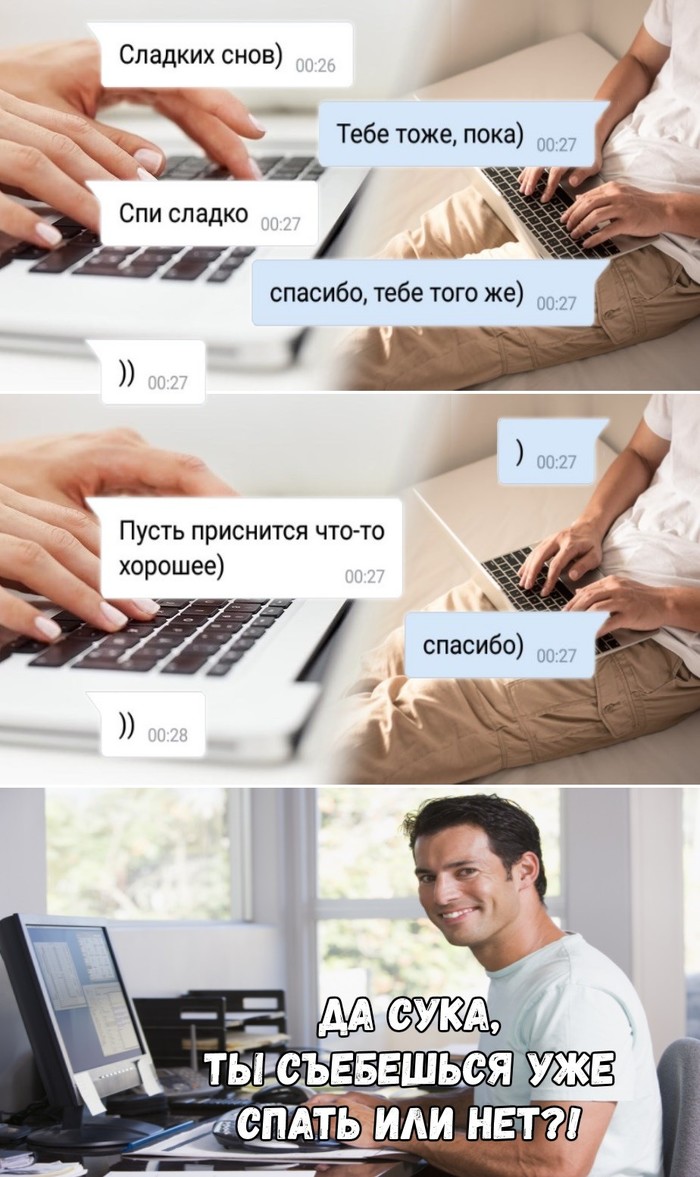 Сладких снов) 00:26
Тебе тоже, пока) 00:27
Спи сладко 00:27
спасибо, тебе того же) 00:27
)) 00:27
) 00:27
Пусть приснится что-то
хорошее) 00:27
спасибо) 00:27
)) 00:28
ДА СУКА,
ТЫ СЪЕБЕШЬСЯ УЖЕ
СПАТЬ ИЛИ НЕТ?!